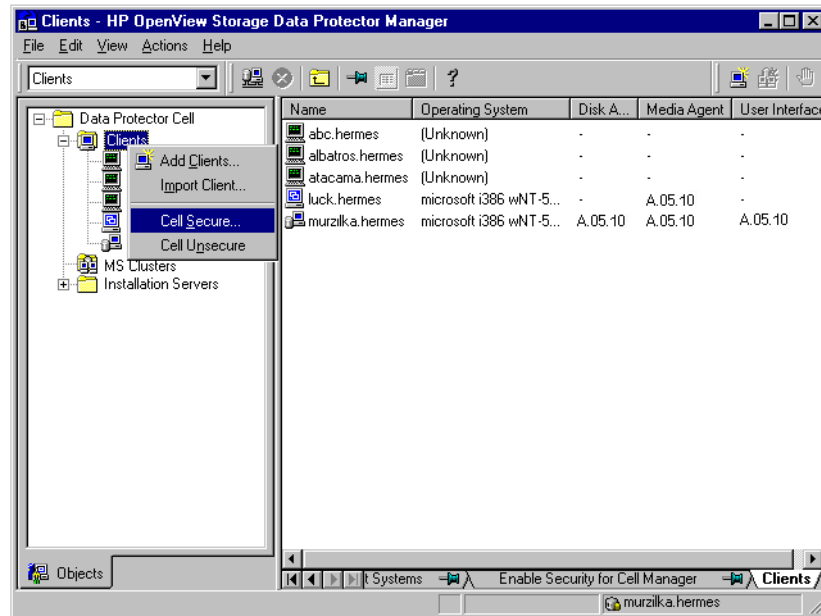 Clients - HP OpenView Storage Data Protector Manager
File Edit View Actions Help
Clients
?
Data Protector Cell
Clients
Add Clients...
Import Client...
Cell Secure...
Cell Unsecure
MS Clusters
Installation Servers
Objects
Name Operating System Disk A... Media Agent User Interface
abc.hermes (Unknown) - - -
albatros.hermes (Unknown) - - -
atacama.hermes (Unknown) - - -
luck.hermes microsoft i386 wNT-5... - A.05.10 -
murzilka.hermes microsoft i386 wNT-5... A.05.10 A.05.10 A.05.10
t Systems Enable Security for Cell Manager Clients
murzilka.hermes